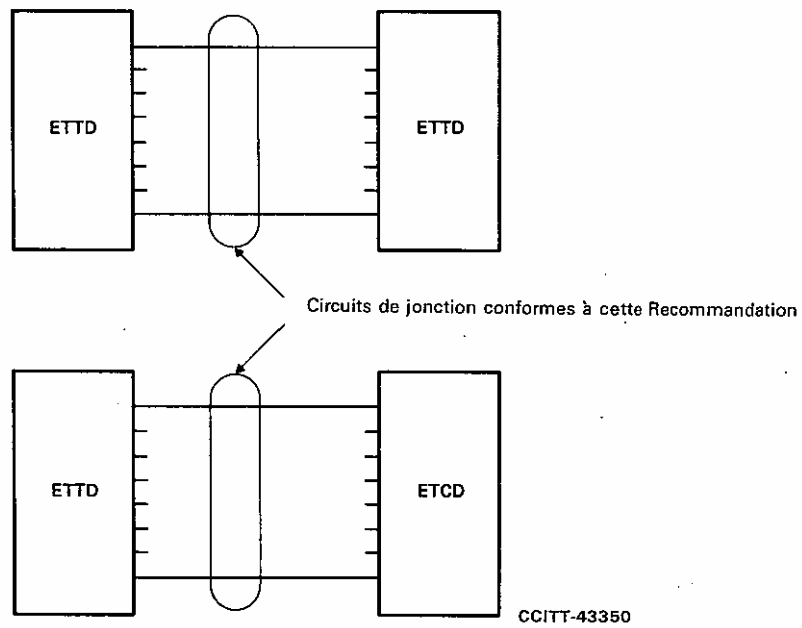 ETTD
ETTD
Circuits de jonction conformes à cette Recommandation
ETTD
ETCD
CCITT-43350